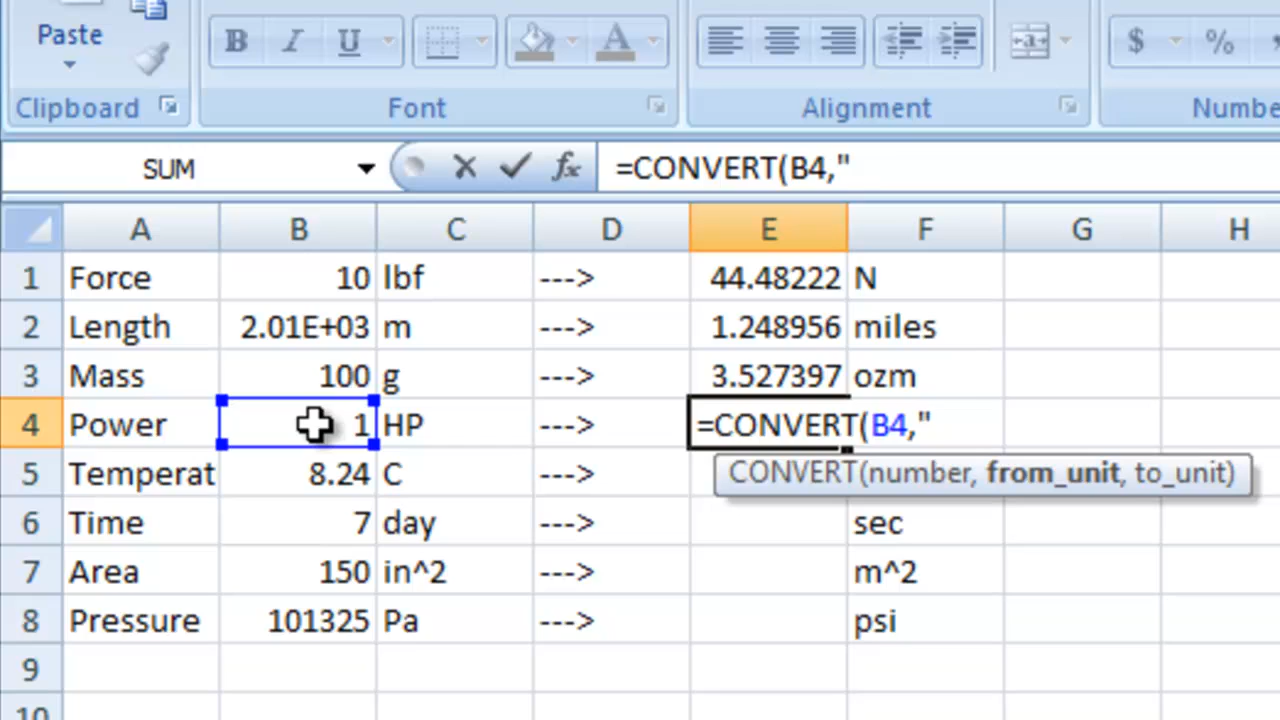 Paste
B I U A $ %
Clipboard Font Alignment Numbe
SUM fx =CONVERT(B4,"
A B C D E F G H
1 Force 10 lbf ---> 44.48222 N
2 Length 2.01E+03 m ---> 1.248956 miles
3 Mass 100 g ---> 3.527397 ozm
4 Power 1 HP ---> =CONVERT(B4,"
CONVERT(number, from_unit, to_unit)
5 Temperat 8.24 C --->
6 Time 7 day ---> sec
7 Area 150 in^2 ---> m^2
8 Pressure 101325 Pa ---> psi
9
10